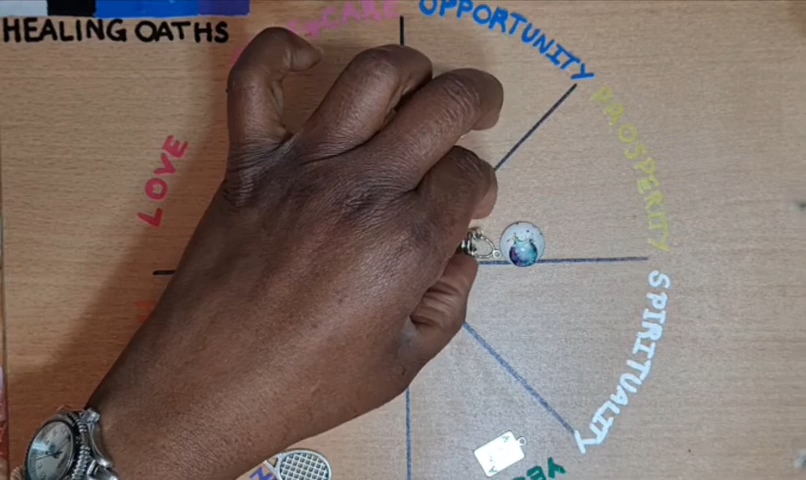 HEALING OATHS
OPPORTUNITY
PROSPERITY
LOVE
SPIRITUALITY